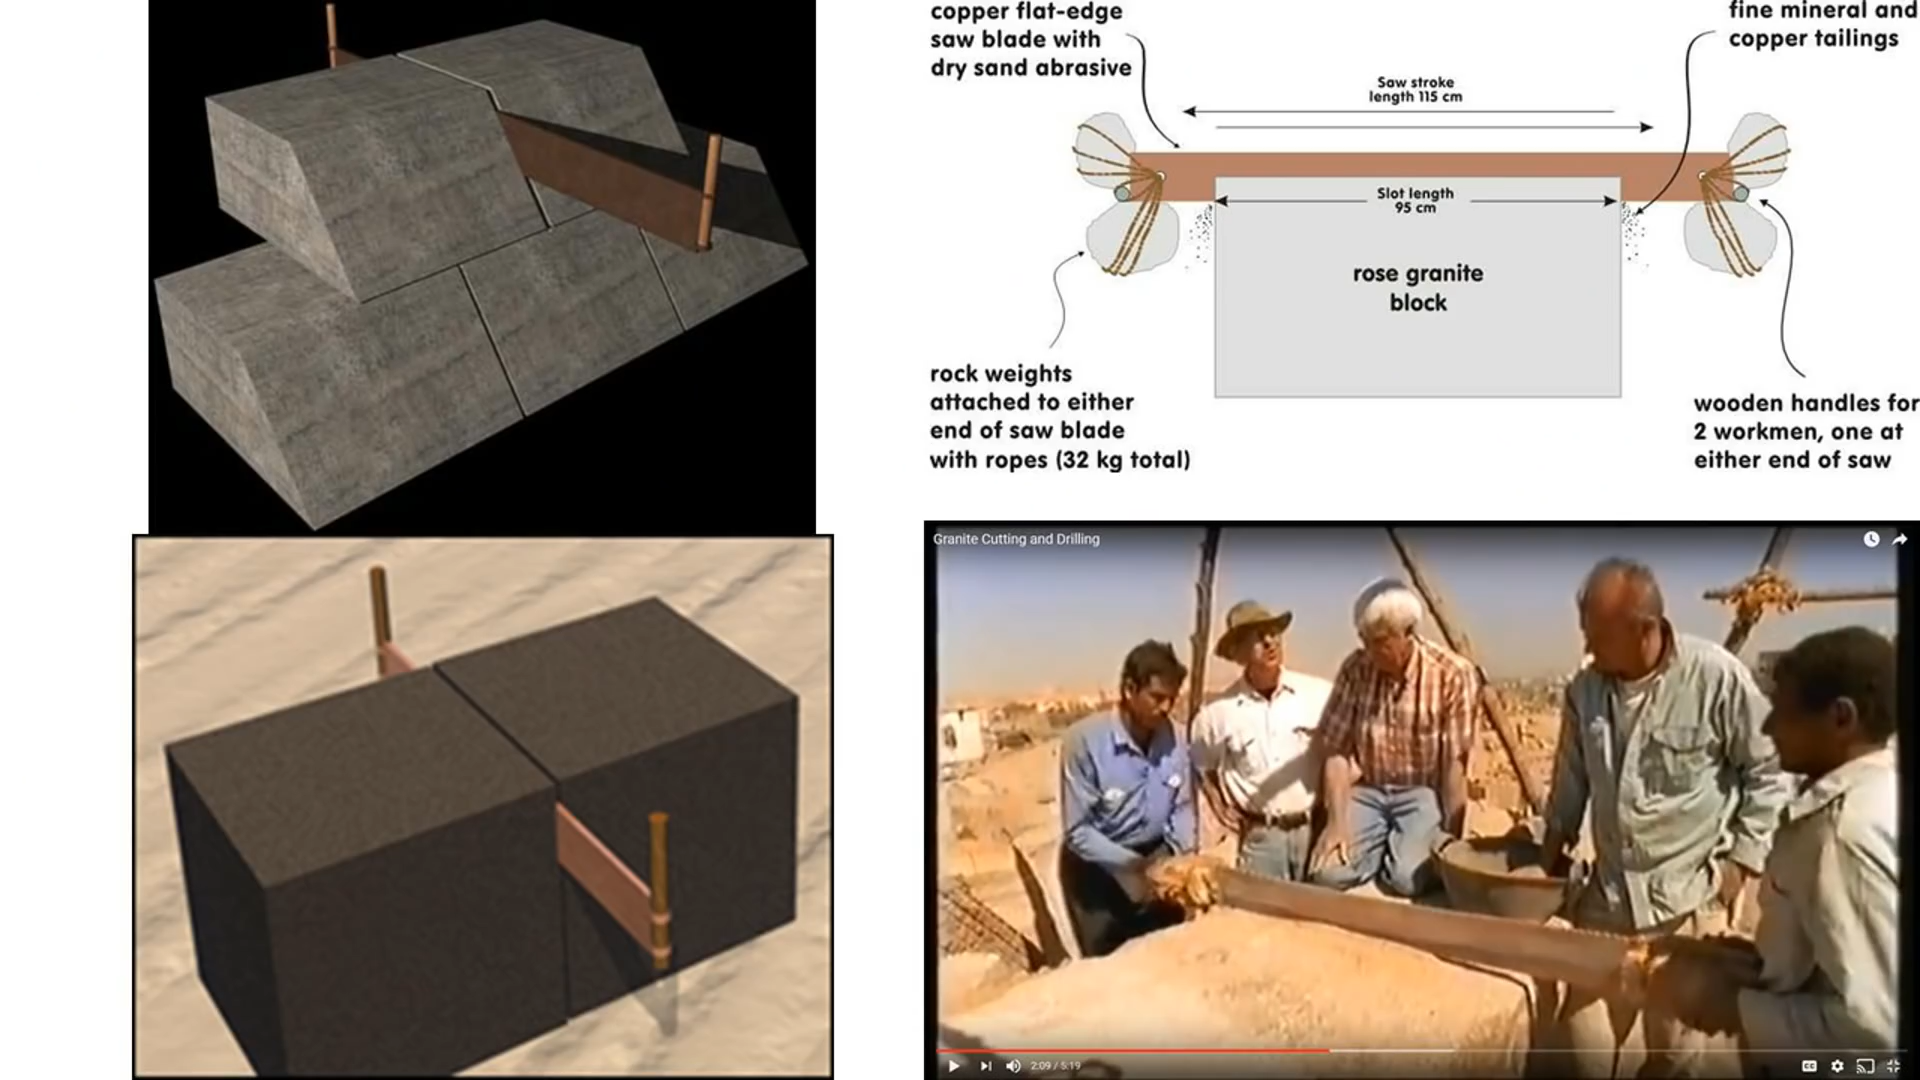 copper flat-edge
saw blade with
dry sand abrasive
fine mineral and
copper tailings
Saw stroke
length 115 cm
Slot length
95 cm
rose granite
block
rock weights
attached to either
end of saw blade
with ropes (32 kg total)
wooden handles for
2 workmen, one at
either end of saw
Granite Cutting and Drilling
2:09 / 5:19
CC